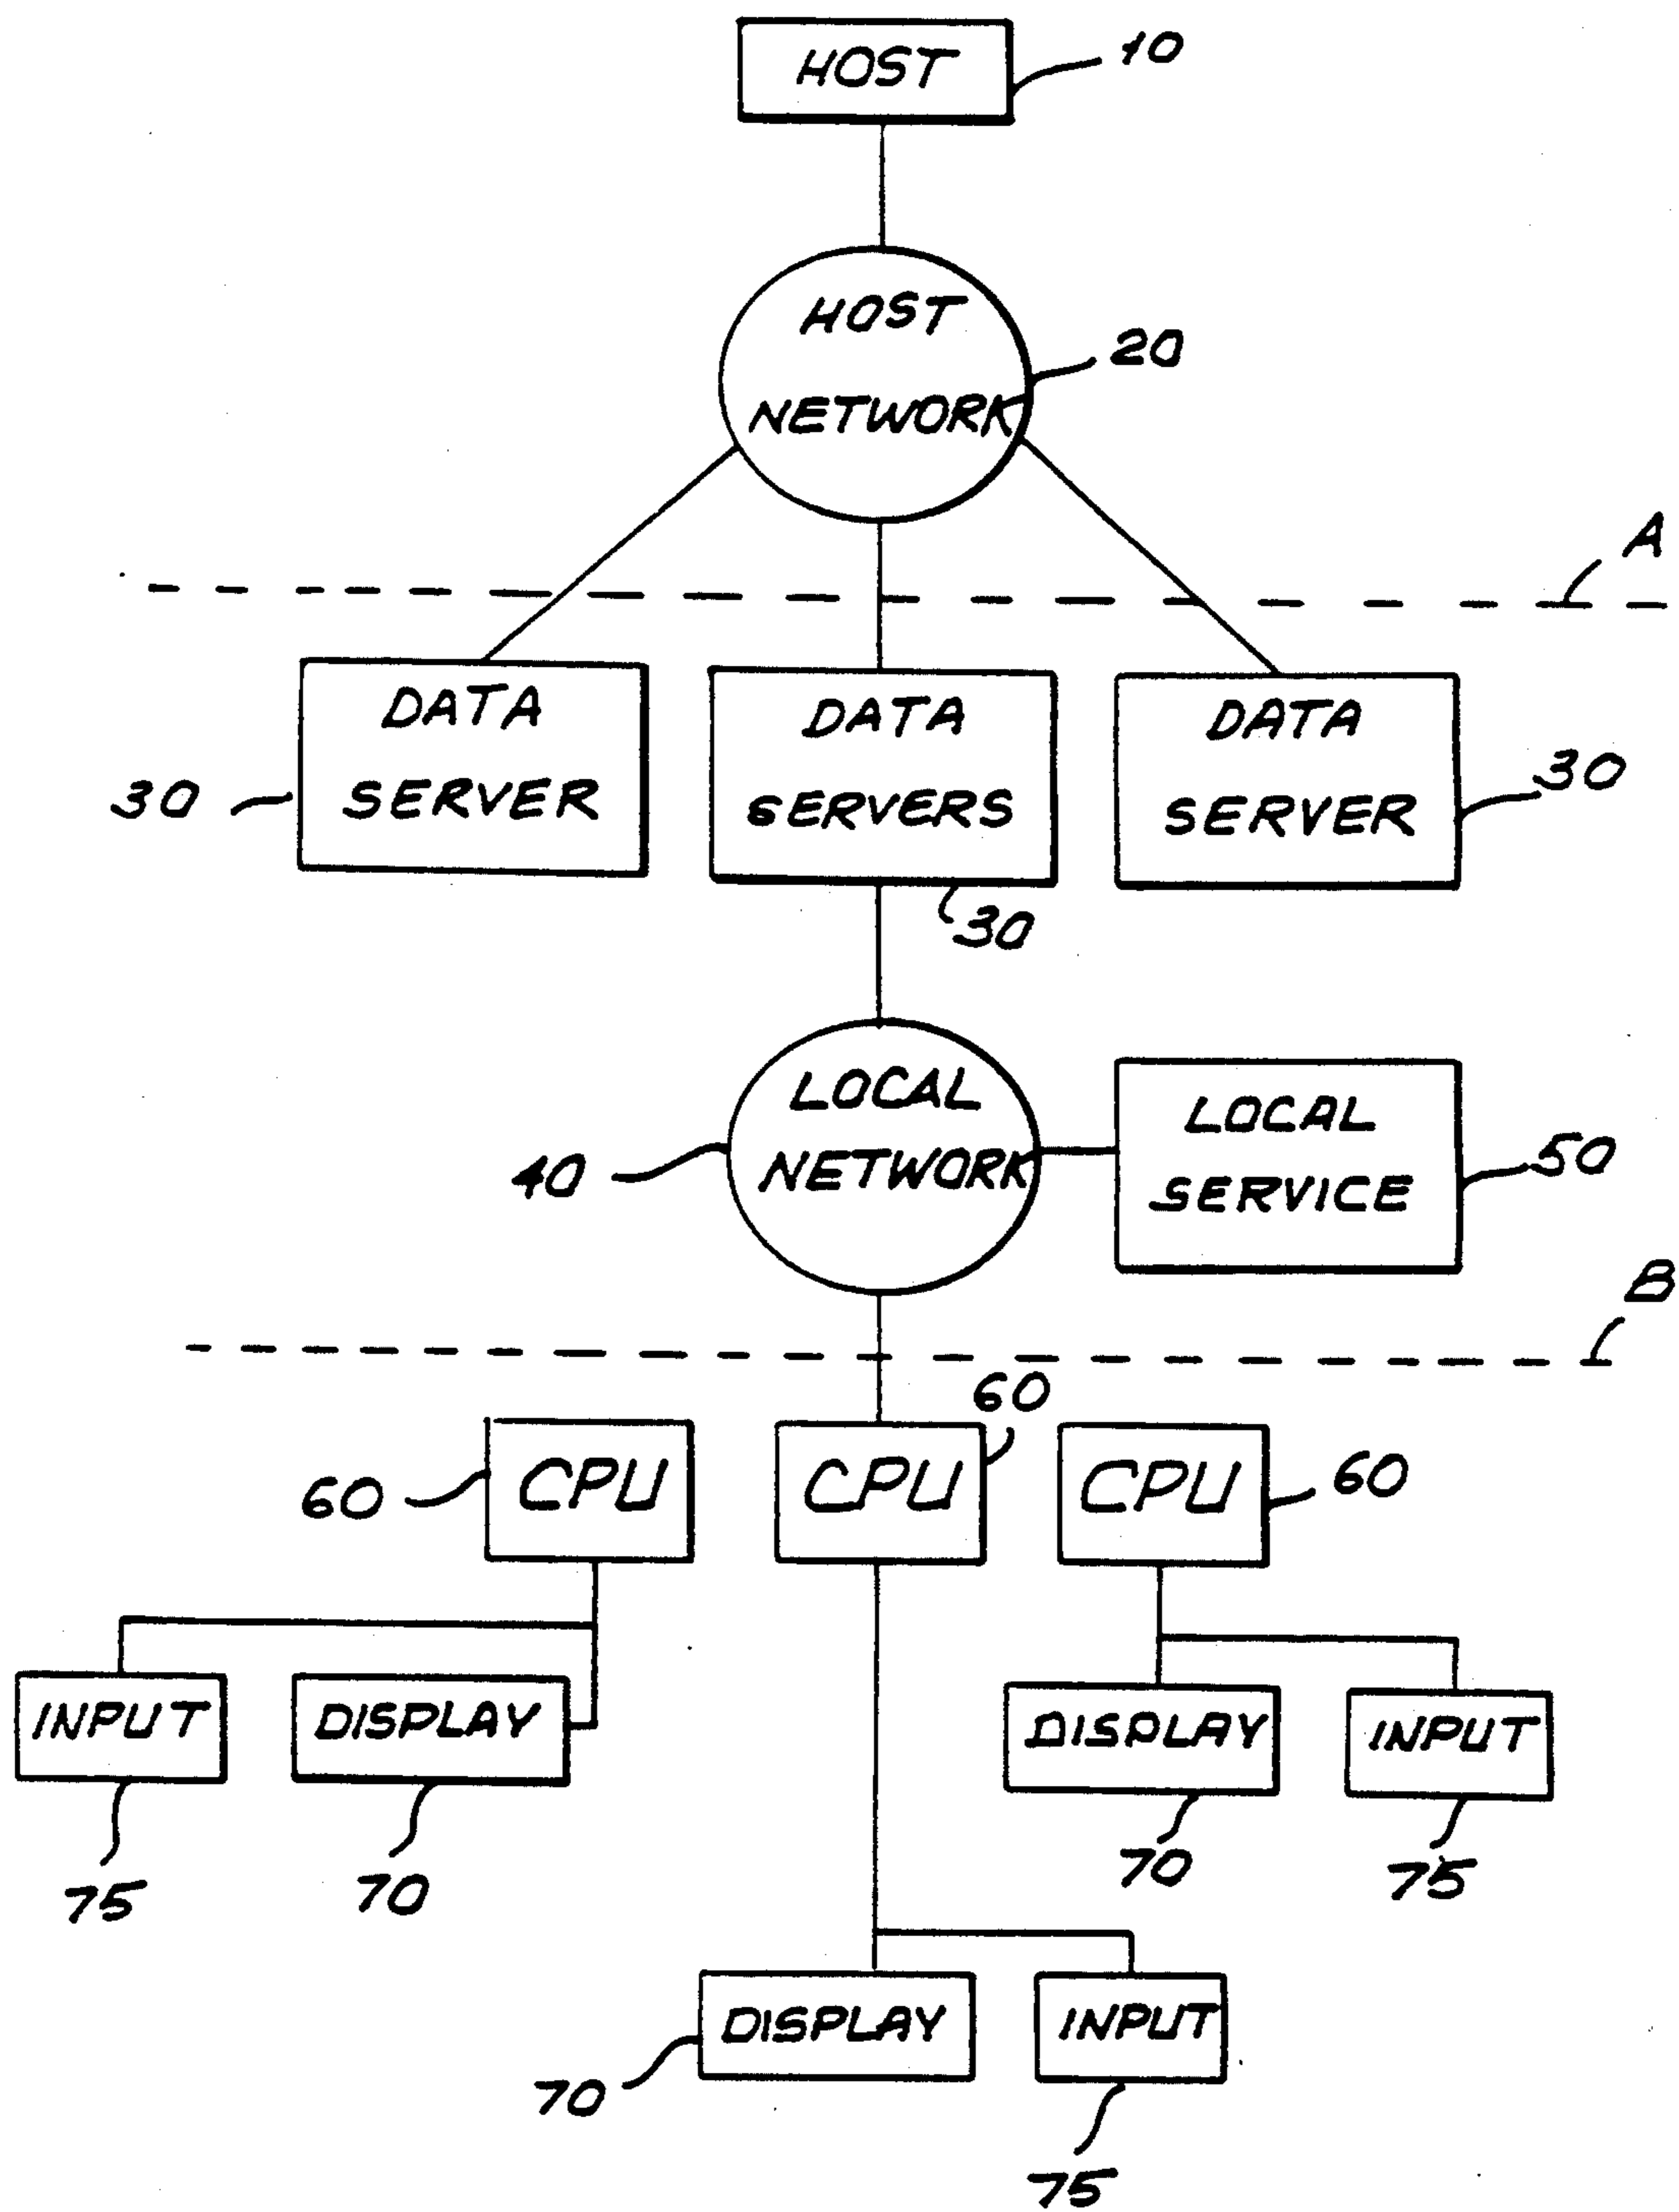 HOST
10
HOST
NETWORK
20
A
DATA
SERVER
30
DATA
SERVERS
30
DATA
SERVER
30
LOCAL
NETWORK
40
LOCAL
SERVICE
50
B
CPU
60
CPU
60
CPU
60
INPUT
75
DISPLAY
70
DISPLAY
70
INPUT
75
DISPLAY
70
INPUT
75